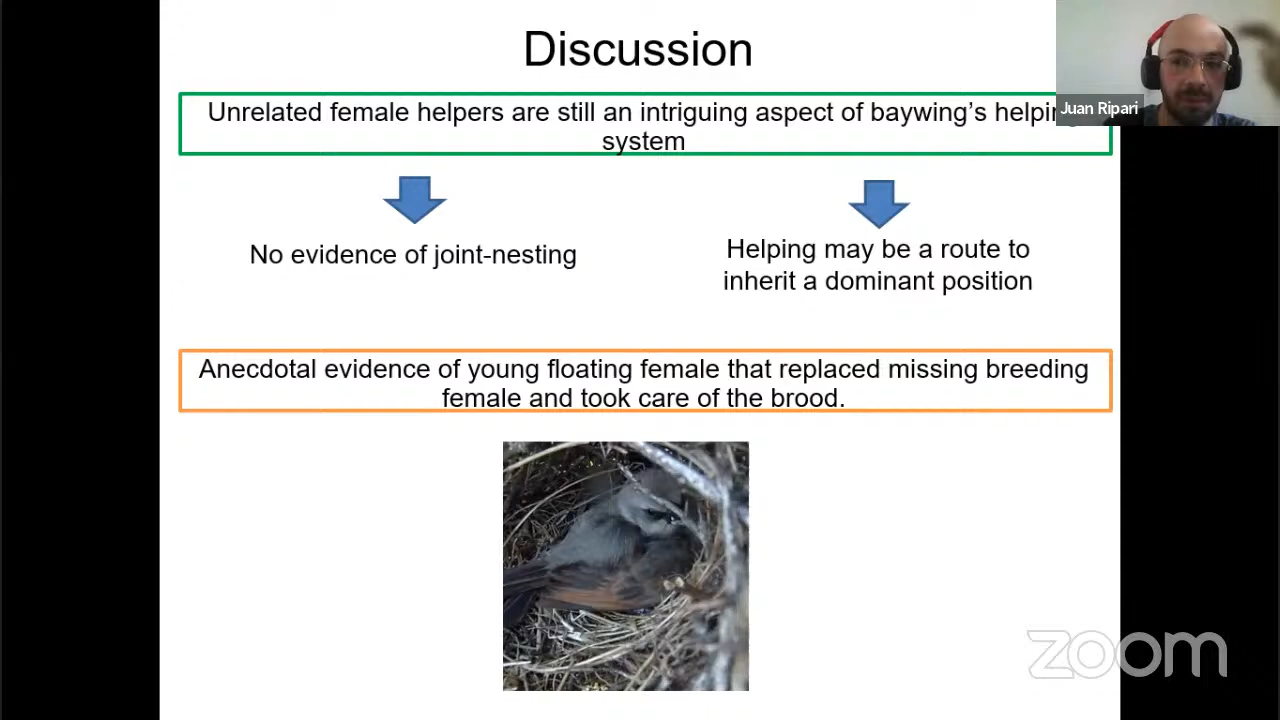 Discussion
Juan Ripari
Unrelated female helpers are still an intriguing aspect of baywing’s helping
system
No evidence of joint-nesting
Helping may be a route to
inherit a dominant position
Anecdotal evidence of young floating female that replaced missing breeding
female and took care of the brood.
zoom